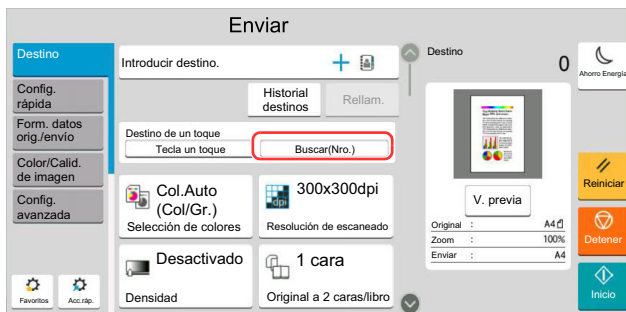 Enviar
Destino
Config.
rápida
Form. datos
orig./envío
Color/Calid.
de imagen
Config.
avanzada
Favoritos
Acc.ráp.
Introducir destino.
Historial
destinos
Rellam.
Destino de un toque
Tecla un toque
Buscar(Nro.)
Col.Auto
(Col/Gr.)
Selección de colores
dpi
300x300dpi
Resolución de escaneado
Desactivado
Densidad
1 cara
Original a 2 caras/libro
Destino
0
V. previa
Original : A4
Zoom : 100%
Enviar : A4
Ahorro Energía
Reiniciar
Detener
Inicio